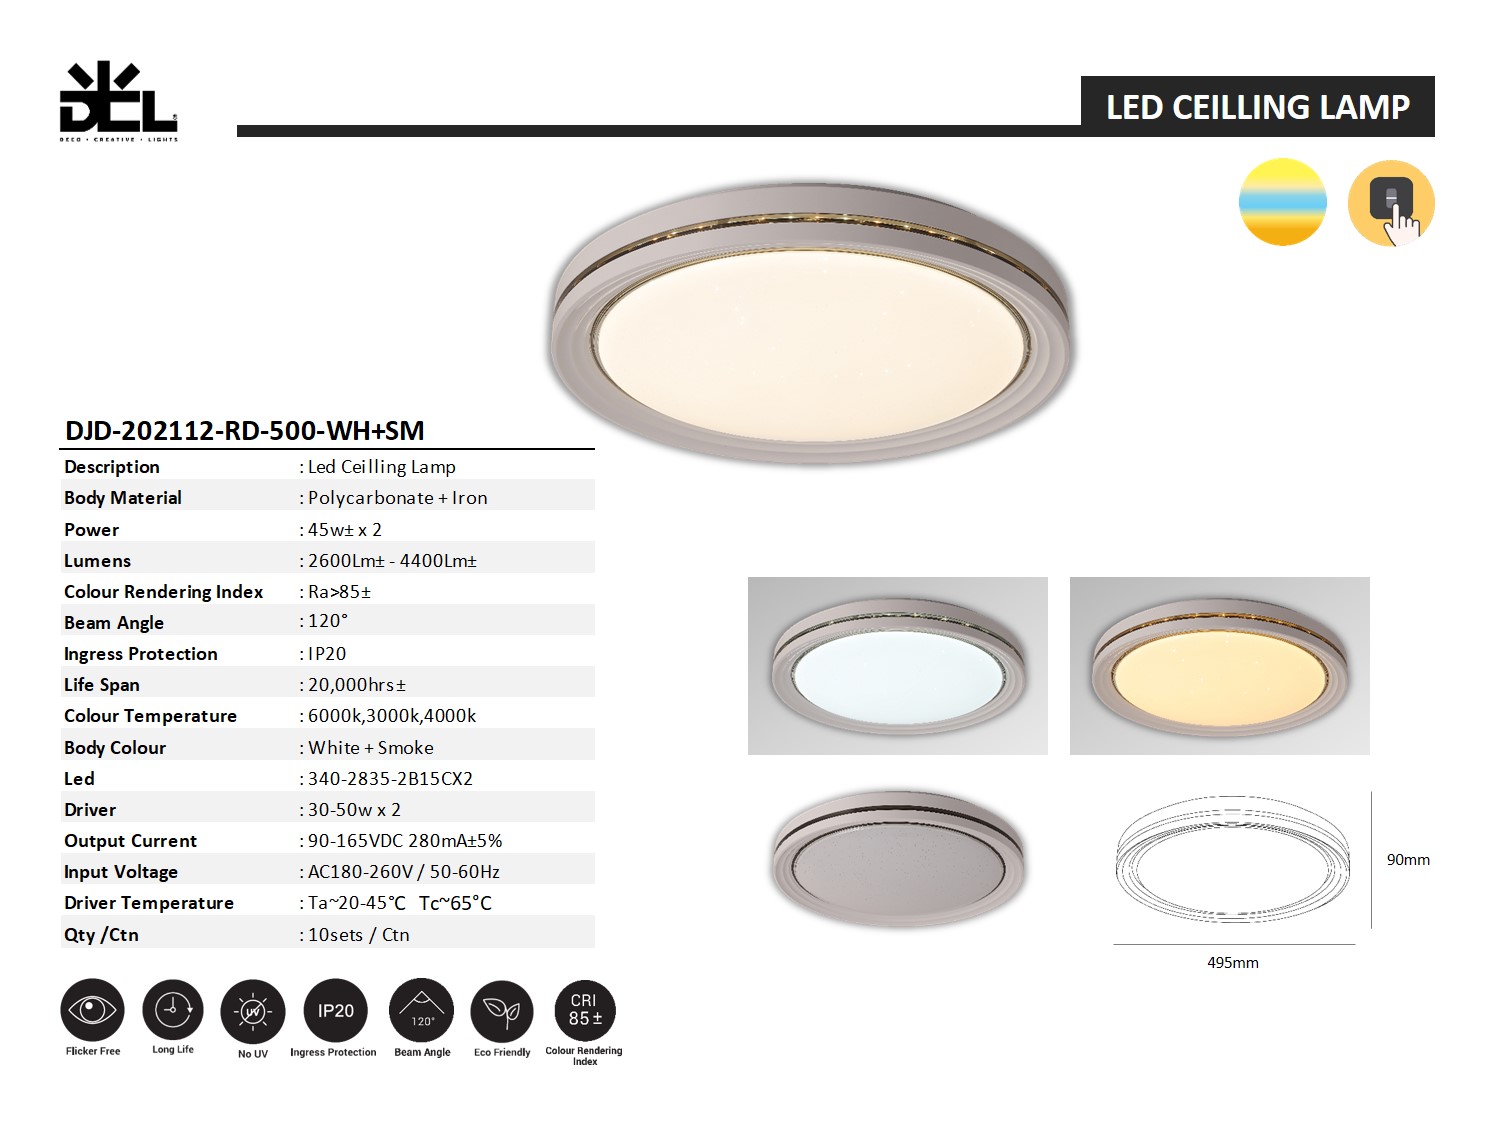 DCL
DECO · CREATIVE · LIGHTS
LED CEILLING LAMP
DJD-202112-RD-500-WH+SM
Description : Led Ceilling Lamp
Body Material : Polycarbonate + Iron
Power : 45w± x 2
Lumens : 2600Lm± - 4400Lm±
Colour Rendering Index : Ra>85±
Beam Angle : 120°
Ingress Protection : IP20
Life Span : 20,000hrs±
Colour Temperature : 6000k,3000k,4000k
Body Colour : White + Smoke
Led : 340-2835-2B15CX2
Driver : 30-50w x 2
Output Current : 90-165VDC 280mA±5%
Input Voltage : AC180-260V / 50-60Hz
Driver Temperature : Ta~20-45°C Tc~65°C
Qty /Ctn : 10sets / Ctn
90mm
495mm
UV
IP20
120°
CRI
85±
Flicker Free
Long Life
No UV
Ingress Protection
Beam Angle
Eco Friendly
Colour Rendering
Index